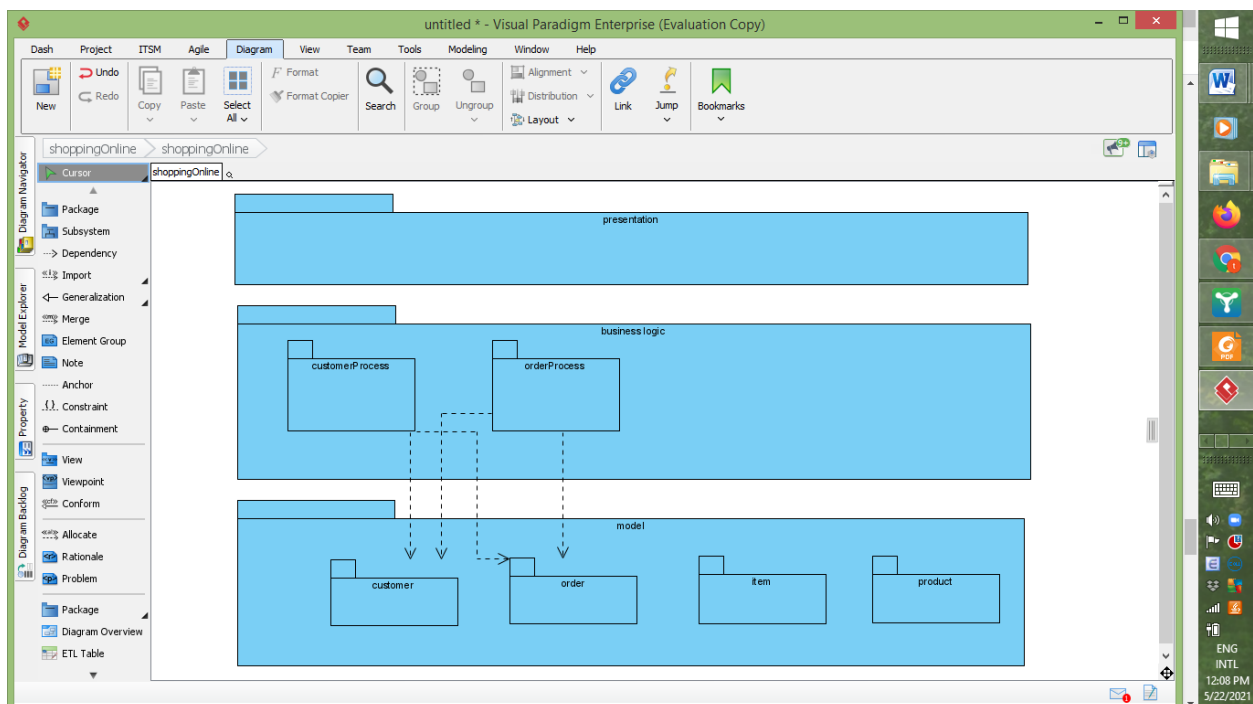 untitled * - Visual Paradigm Enterprise (Evaluation Copy)
Dash Project ITSM Agile Diagram View Team Tools Modeling Window Help
New
Undo
Redo
Copy
Paste
Select
All
Format
Format Copier
Search
Group
Ungroup
Alignment
Distribution
Layout
Link
Jump
Bookmarks
shoppingOnline shoppingOnline
9+
Diagram Navigator
Model Explorer
Property
Diagram Backlog
Cursor
shoppingOnline
Package
Subsystem
Dependency
Import
Generalization
Merge
Element Group
Note
Anchor
Constraint
Containment
View
Viewpoint
Conform
Allocate
Rationale
Problem
Package
Diagram Overview
ETL Table
presentation
business logic
customerProcess
orderProcess
model
customer
order
item
product
ENG
INTL
12:08 PM
5/22/2021